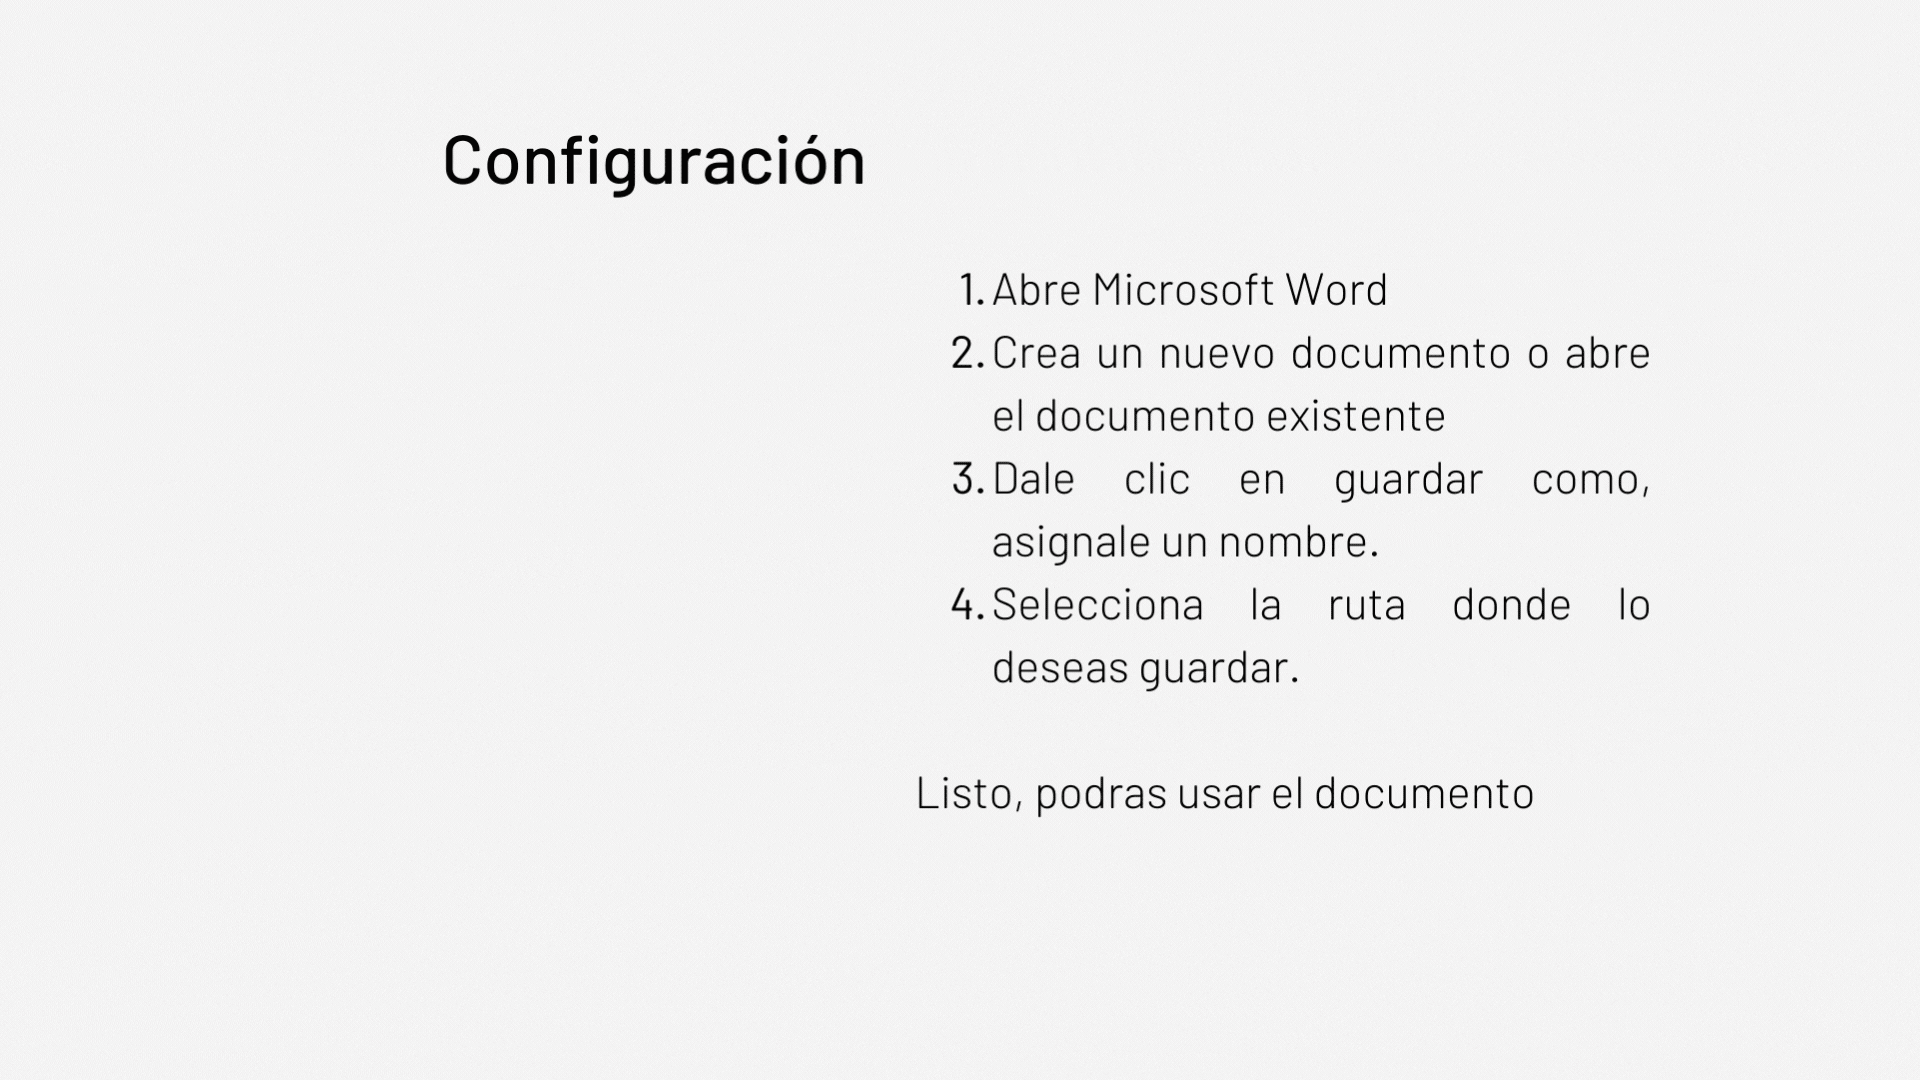 Configuración
1. Abre Microsoft Word
2. Crea un nuevo documento o abre
el documento existente
3. Dale clic en guardar como,
asignale un nombre.
4. Selecciona la ruta donde lo
deseas guardar.
Listo, podras usar el documento